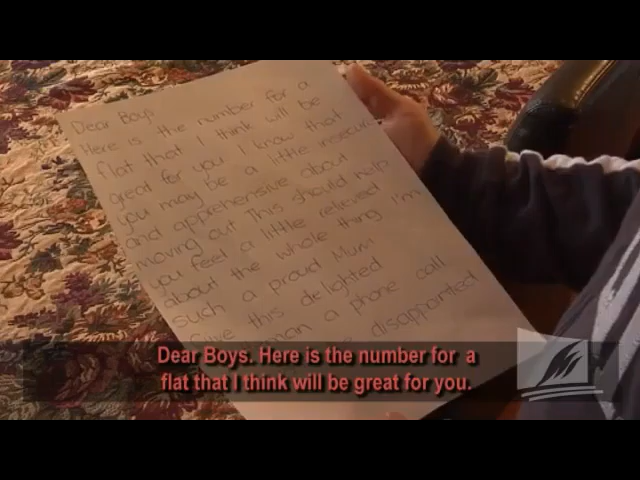 Dear Boys
Here is the number for a
flat that I think will be
great for you I know that
you may be a little insecure
and apprehensive about
moving out This should help
you feel a little relieved
about the whole thing I'm
such a proud Mum
Give this delighted
man a phone call
disappointed
Dear Boys. Here is the number for a
flat that I think will be great for you.